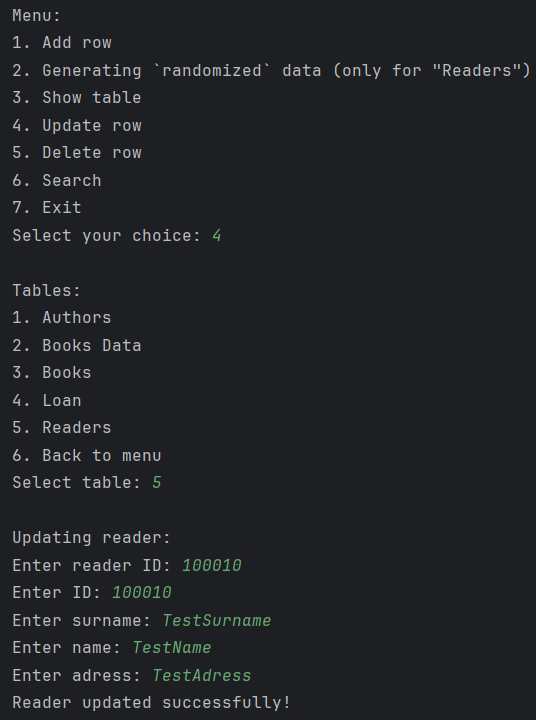 Menu:
1. Add row
2. Generating `randomized` data (only for "Readers")
3. Show table
4. Update row
5. Delete row
6. Search
7. Exit
Select your choice: 4
Tables:
1. Authors
2. Books Data
3. Books
4. Loan
5. Readers
6. Back to menu
Select table: 5
Updating reader:
Enter reader ID: 100010
Enter ID: 100010
Enter surname: TestSurname
Enter name: TestName
Enter adress: TestAdress
Reader updated successfully!